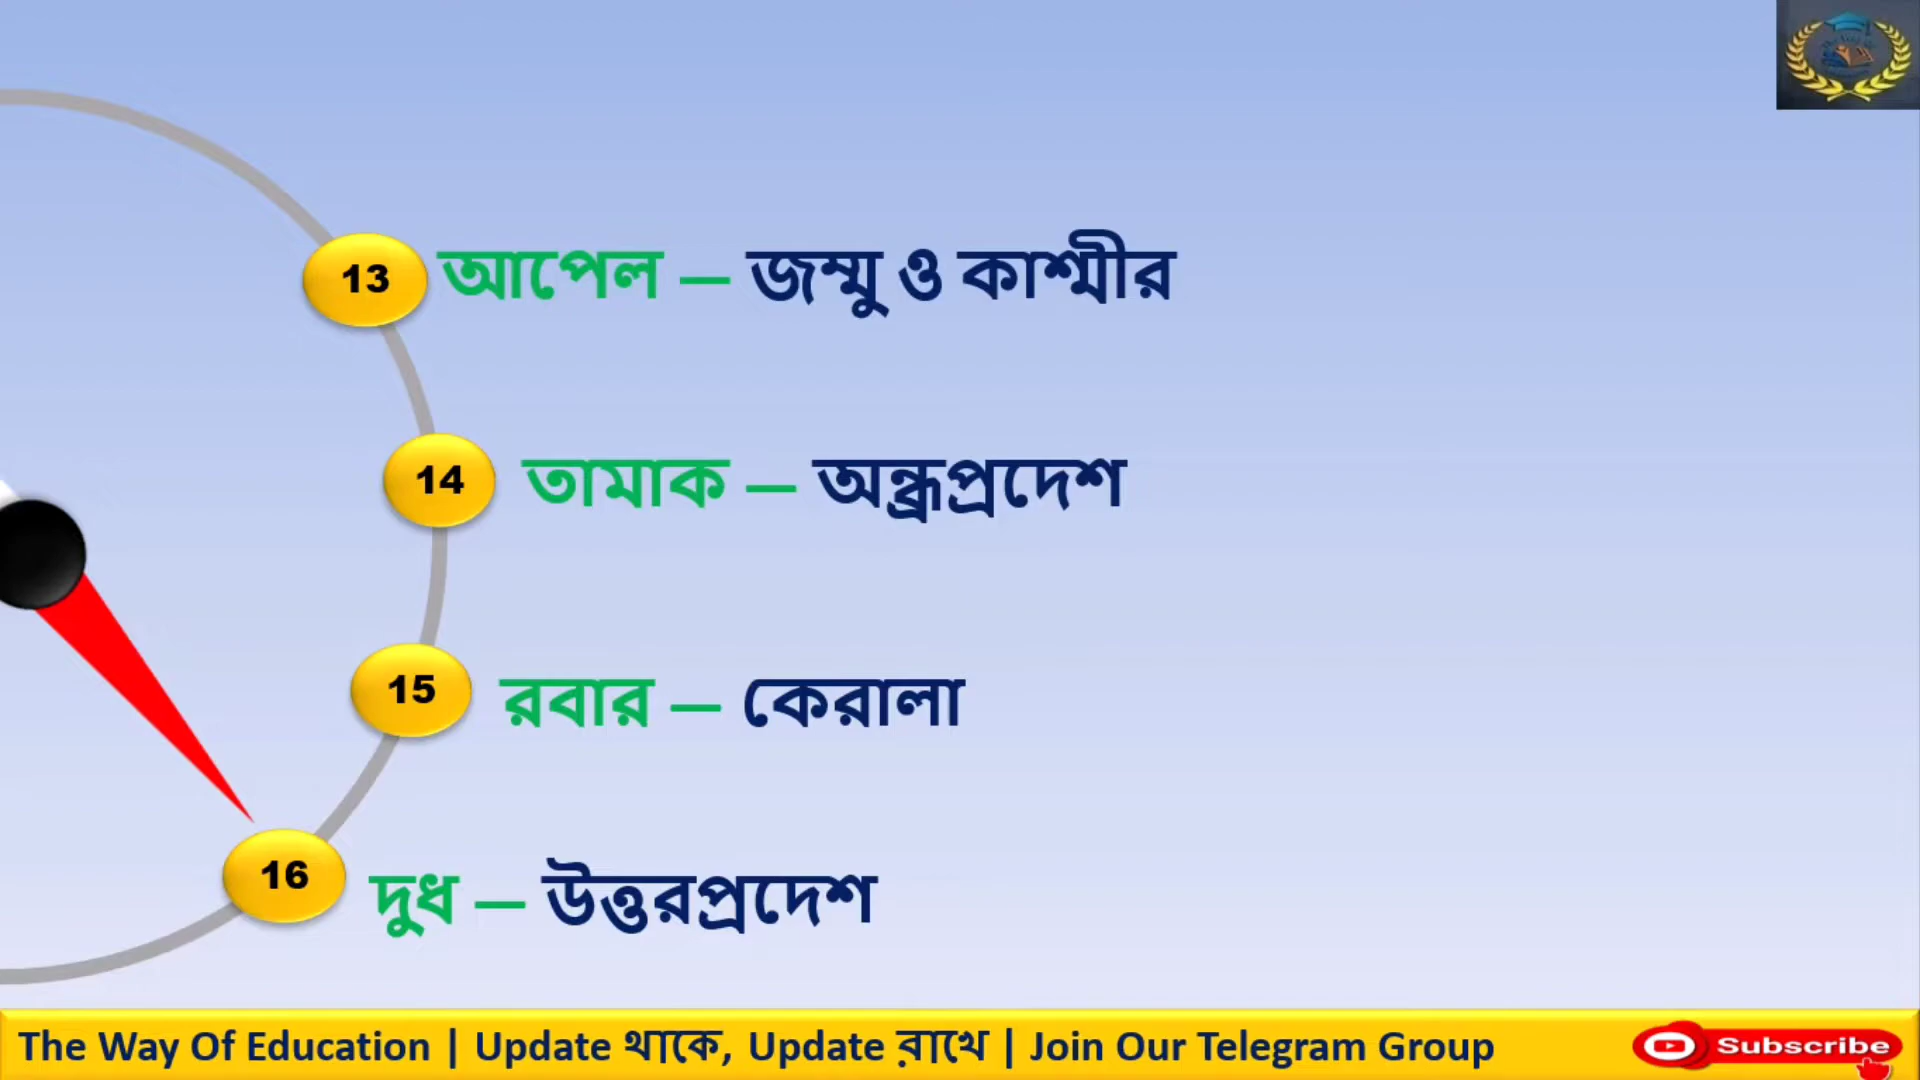 13 আপেল – জম্মু ও কাশ্মীর
14 তামাক – অন্ধ্রপ্রদেশ
15 রবার – কেরালা
16 দুধ – উত্তরপ্রদেশ
The Way Of Education | Update থাকে, Update রাখে | Join Our Telegram Group
Subscribe